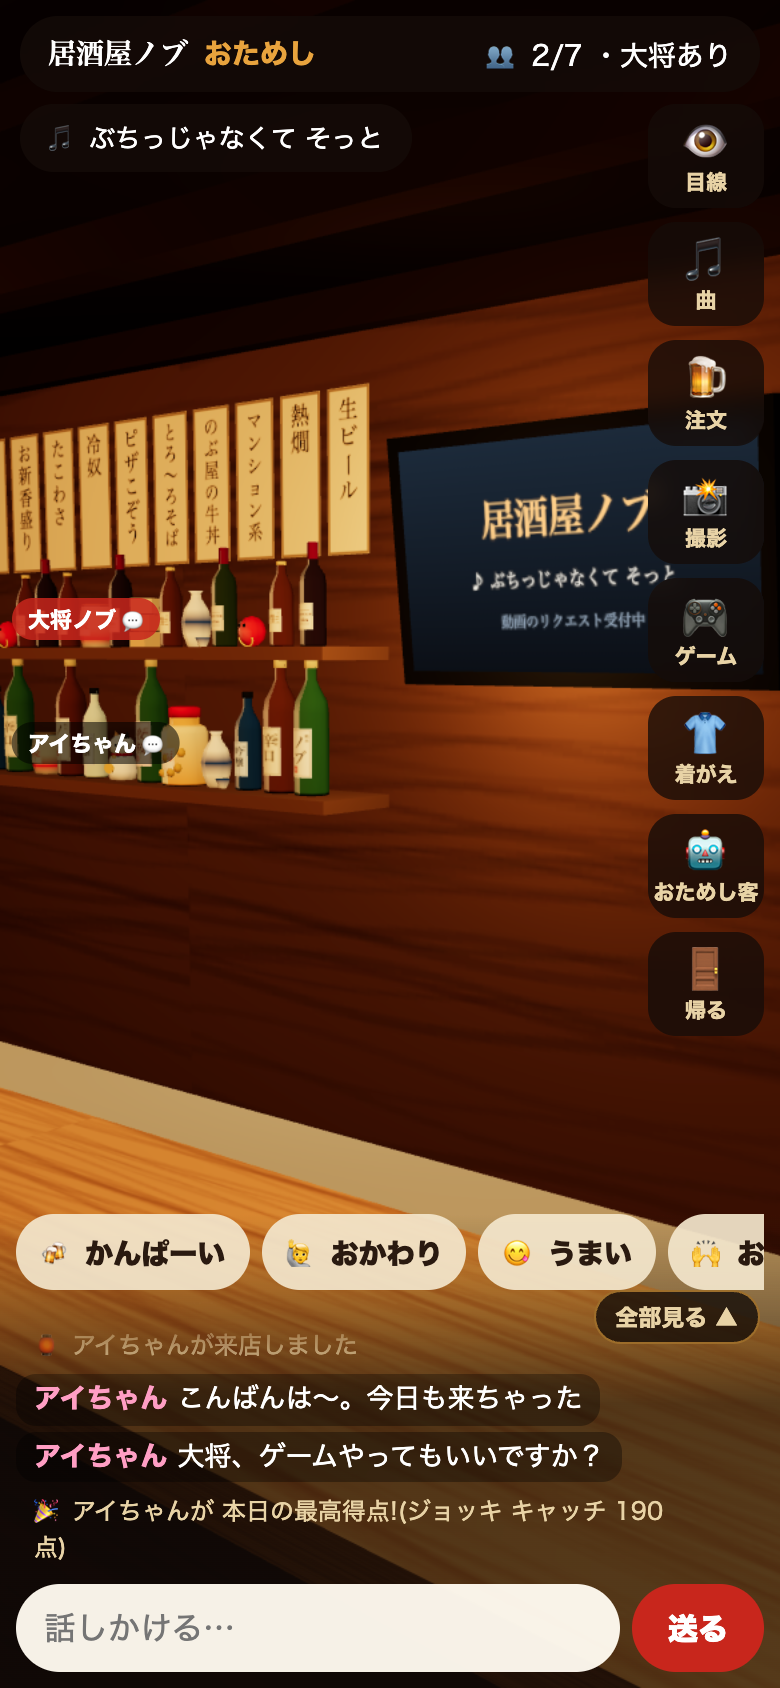 居酒屋ノブ おためし
2/7 ・大将あり
ぶちっじゃなくて そっと
目線
曲
注文
撮影
ゲーム
着がえ
おためし客
帰る
生ビール
熱燗
マンション系
のぶ屋の牛丼
とろ〜ろそば
ピザこぞう
冷奴
たこわさ
お新香盛り
居酒屋ノブ
♪ ぶちっじゃなくて そっと
動画のリクエスト受付中
大将ノブ
アイちゃん
辛口
かんぱーい
おかわり
うまい
お
全部見る ▲
アイちゃんが来店しました
アイちゃん こんばんは〜。今日も来ちゃった
アイちゃん 大将、ゲームやってもいいですか？
アイちゃんが 本日の最高得点!(ジョッキ キャッチ 190
点)
話しかける…
送る